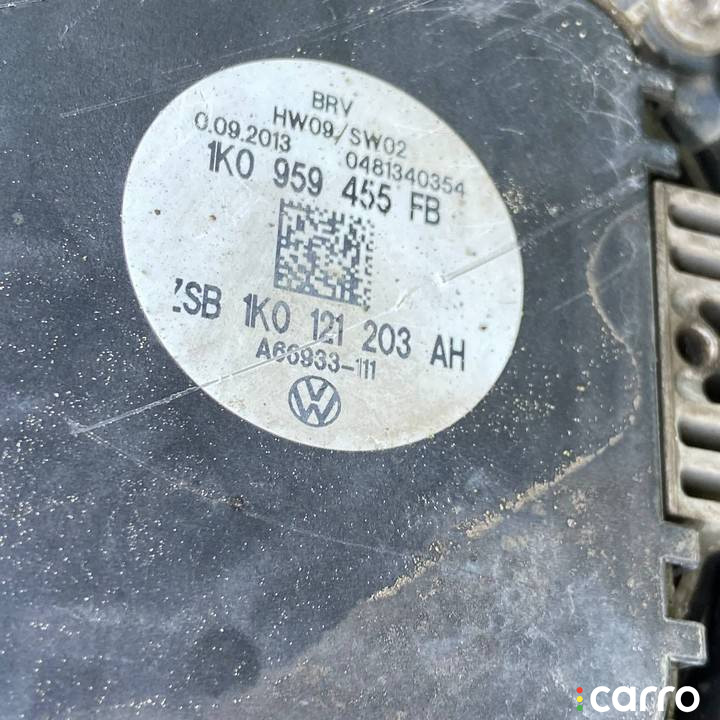 BRV
HW09/SW02
0.09.2013 0481340354
1K0 959 455 FB
ZSB 1K0 121 203 AH
A66933-111
carro